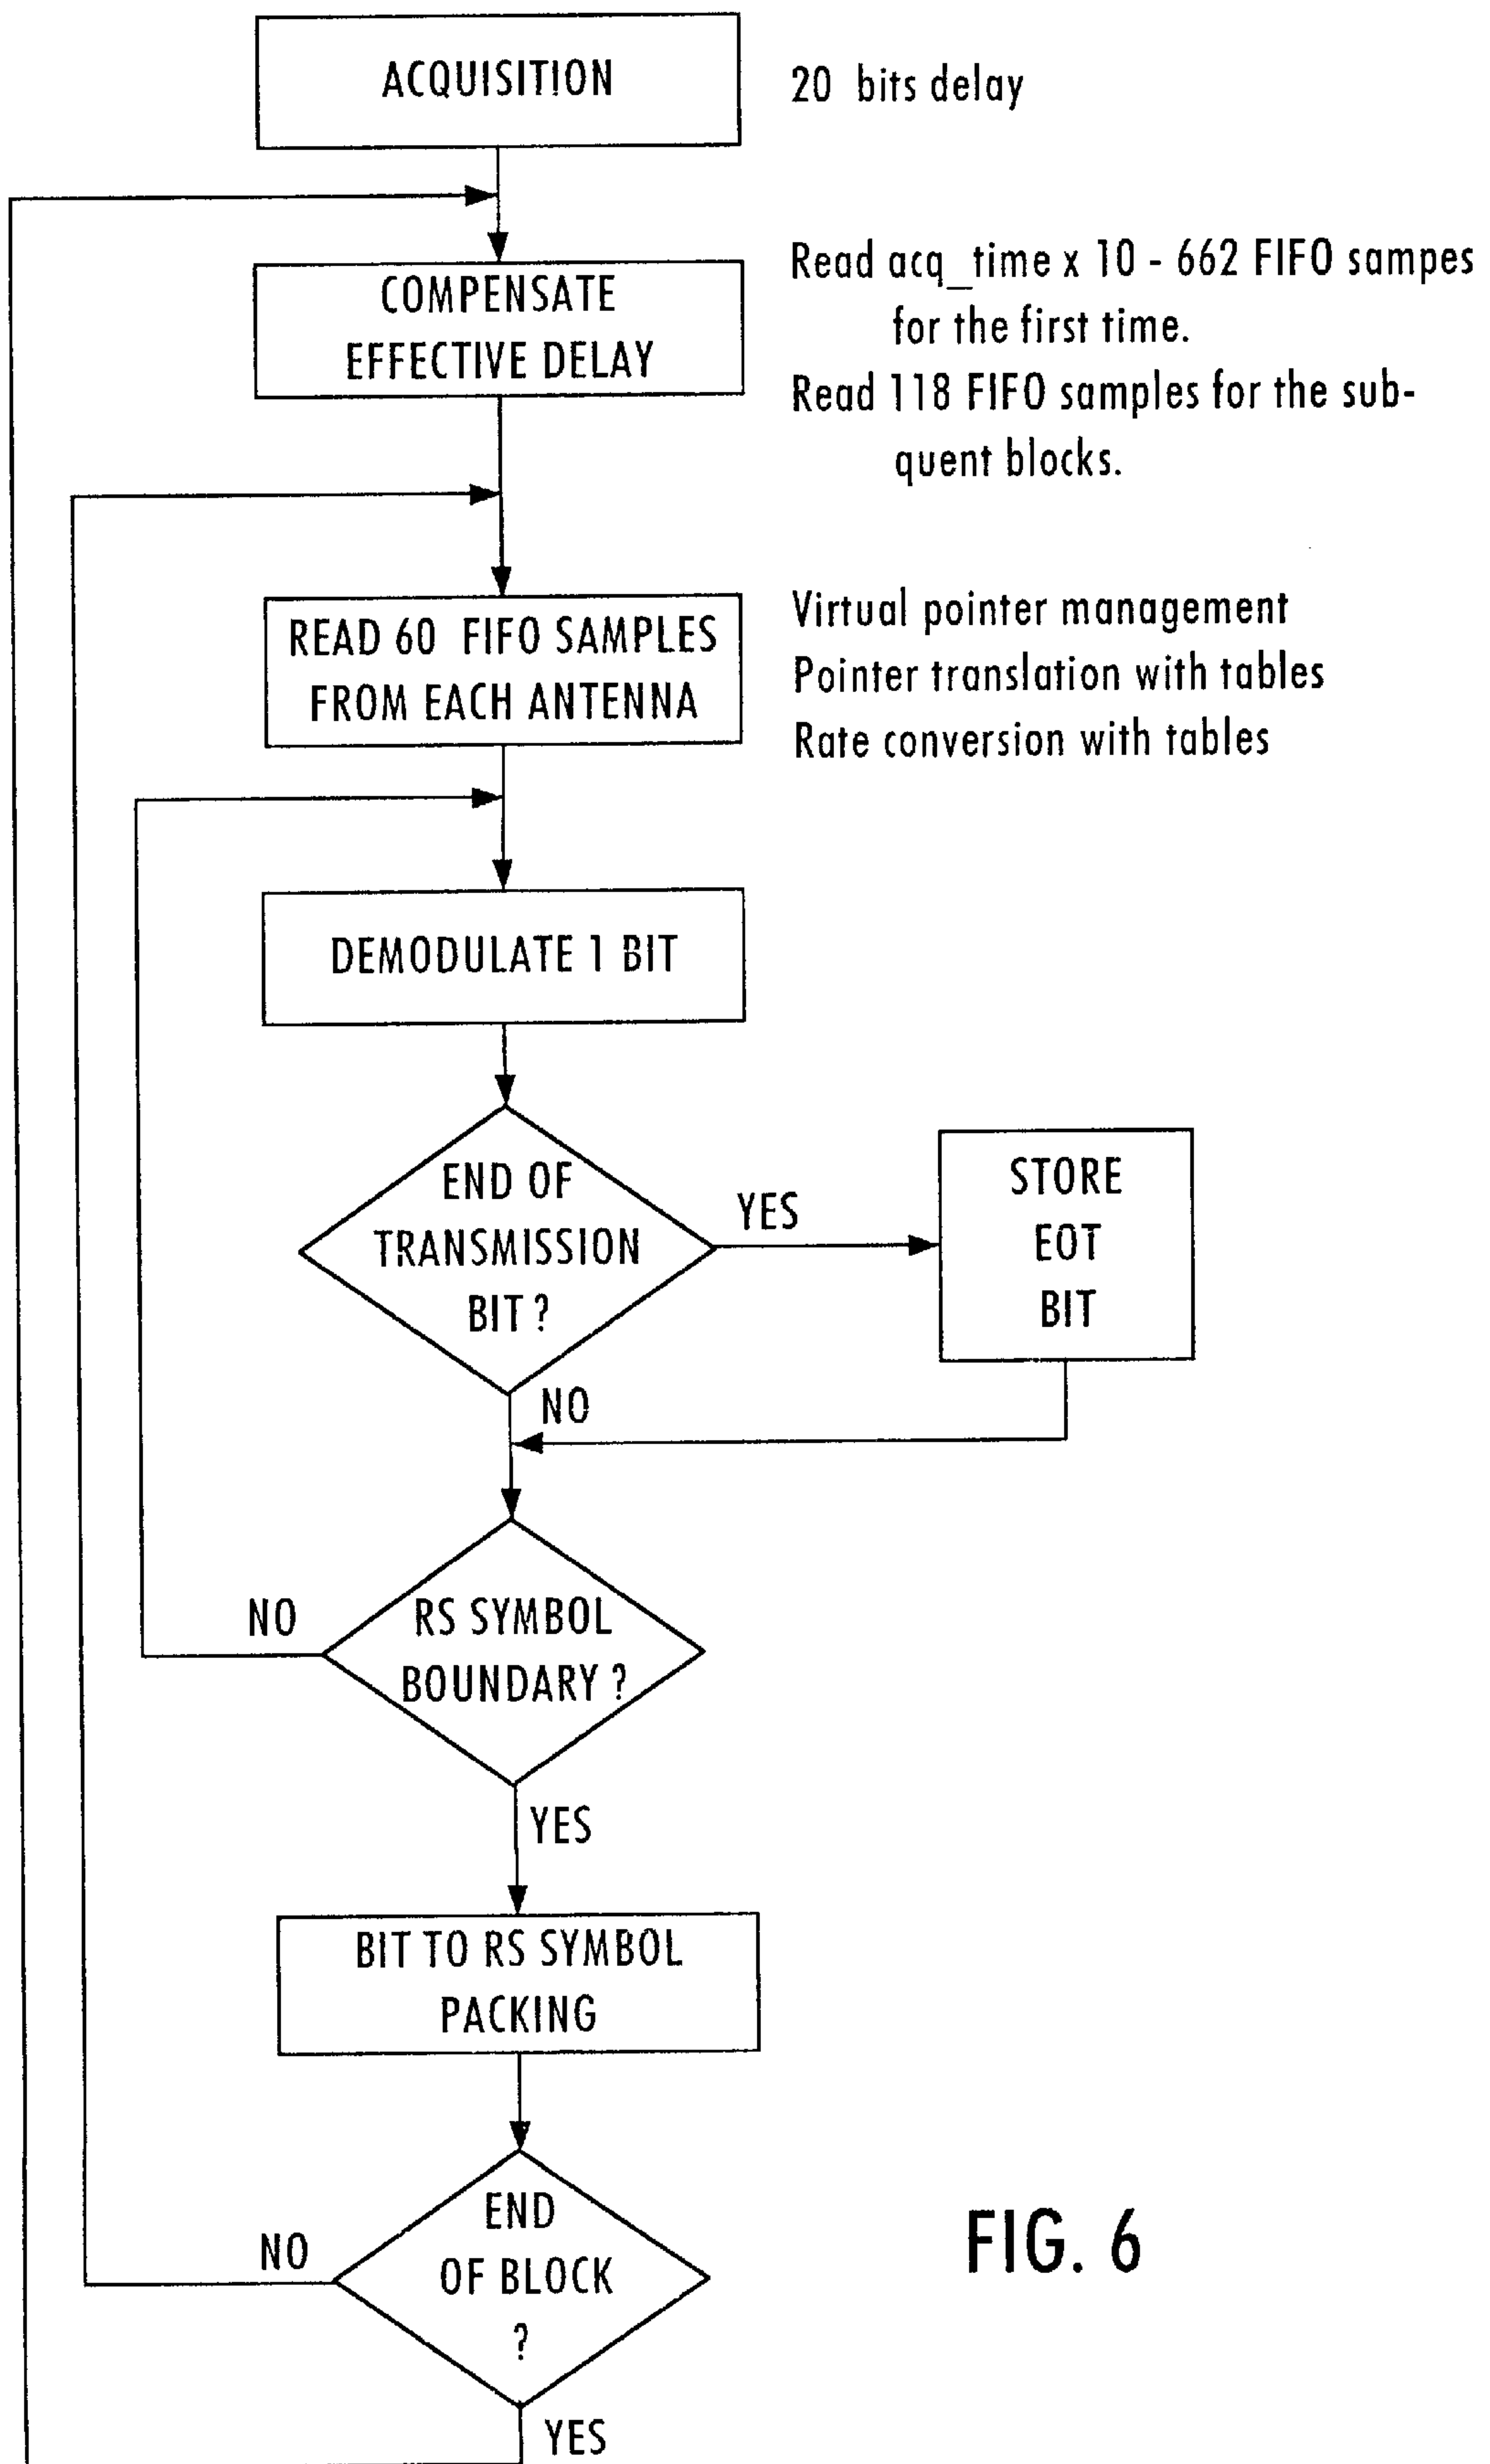 ACQUISITION
20 bits delay
COMPENSATE
EFFECTIVE DELAY
Read acq_time x 10 - 662 FIFO sampes
for the first time.
Read 118 FIFO samples for the sub-
quent blocks.
READ 60 FIFO SAMPLES
FROM EACH ANTENNA
Virtual pointer management
Pointer translation with tables
Rate conversion with tables
DEMODULATE 1 BIT
END OF
TRANSMISSION
BIT ?
YES
STORE
EOT
BIT
NO
RS SYMBOL
BOUNDARY ?
NO
YES
BIT TO RS SYMBOL
PACKING
END
OF BLOCK
?
NO
YES
FIG. 6